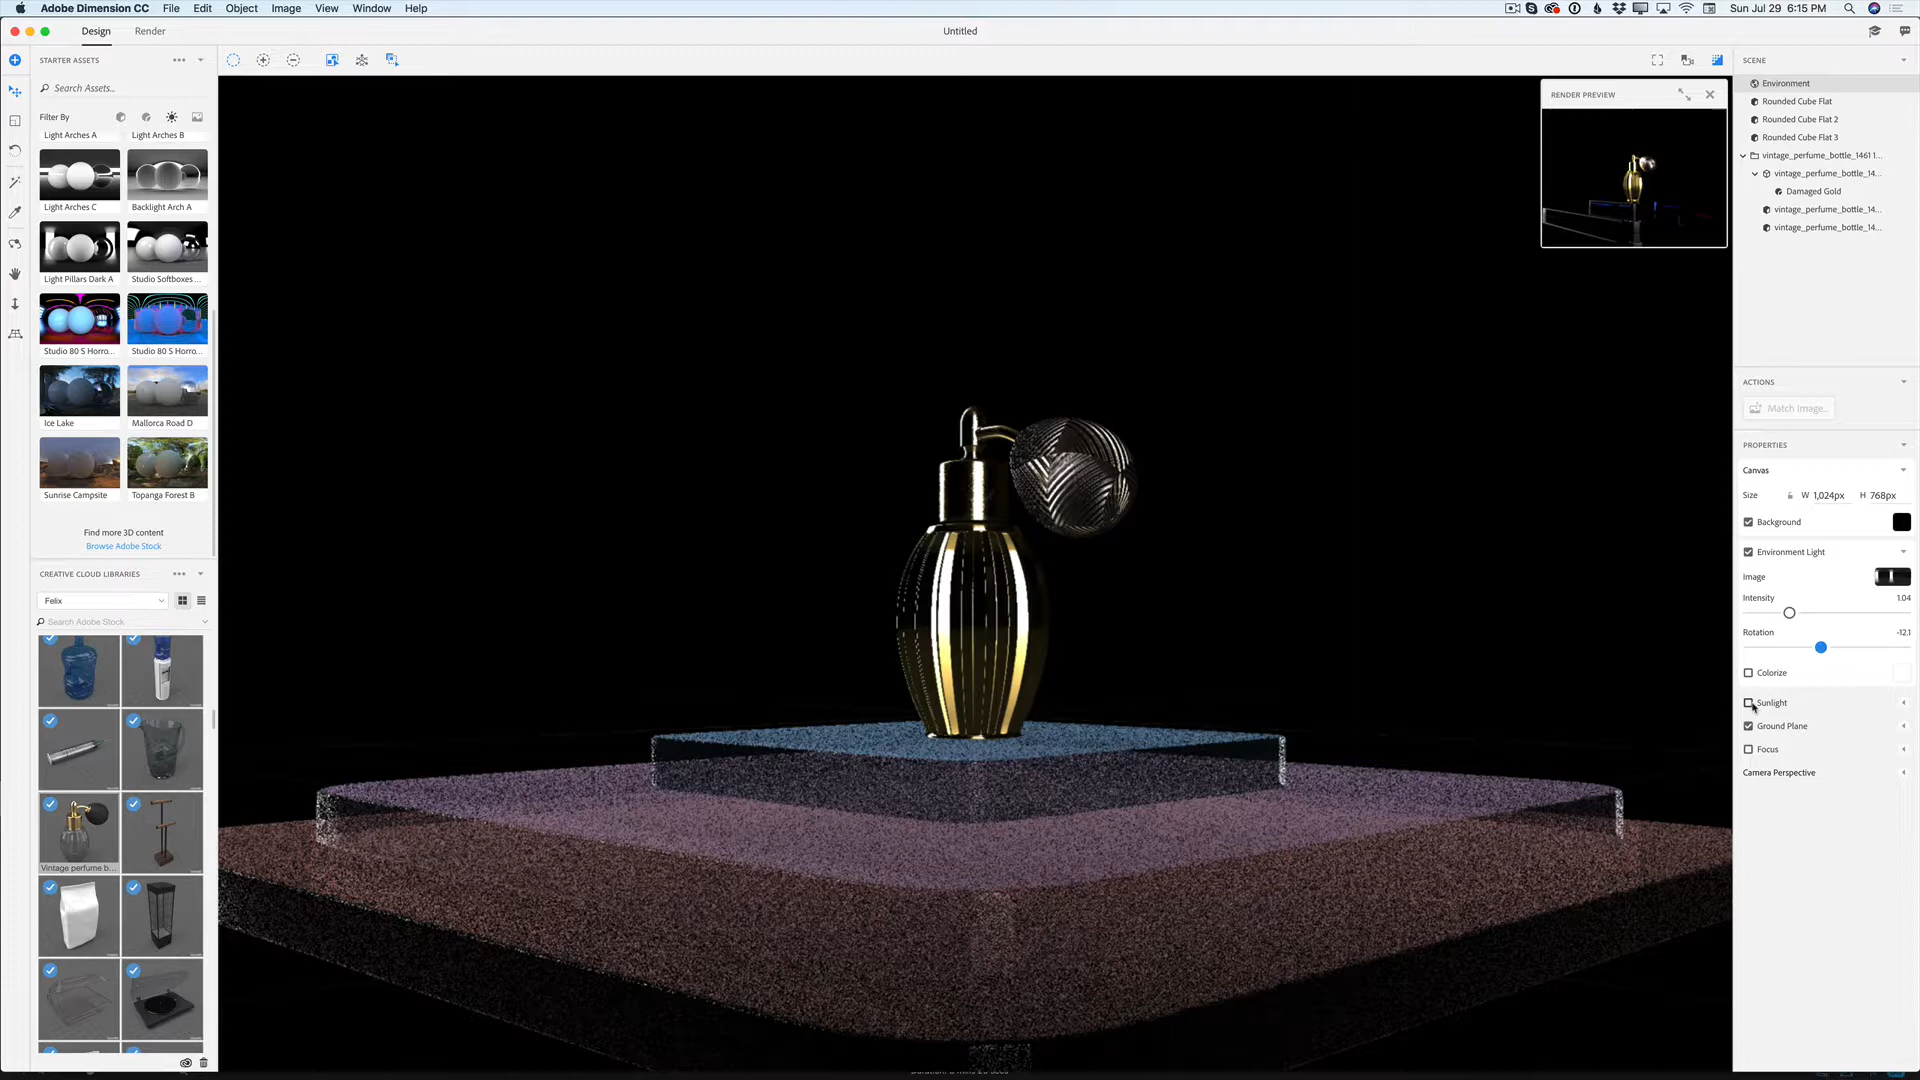 Adobe Dimension CC File Edit Object Image View Window Help
Sun Jul 29 6:15 PM
Design Render
Untitled
STARTER ASSETS
Search Assets...
Filter By
Light Arches A Light Arches B
Light Arches C Backlight Arch A
Light Pillars Dark A Studio Softboxes ...
Studio 80 S Horro... Studio 80 S Horro...
Ice Lake Mallorca Road D
Sunrise Campsite Topanga Forest B
Find more 3D content
Browse Adobe Stock
CREATIVE CLOUD LIBRARIES
Felix
Search Adobe Stock
Vintage perfume b...
RENDER PREVIEW
SCENE
Environment
Rounded Cube Flat
Rounded Cube Flat 2
Rounded Cube Flat 3
vintage_perfume_bottle_1461 1...
vintage_perfume_bottle_14...
Damaged Gold
vintage_perfume_bottle_14...
vintage_perfume_bottle_14...
ACTIONS
Match Image...
PROPERTIES
Canvas
Size W 1,024px H 768px
Background
Environment Light
Image
Intensity 1.04
Rotation -12.1
Colorize
Sunlight
Ground Plane
Focus
Camera Perspective